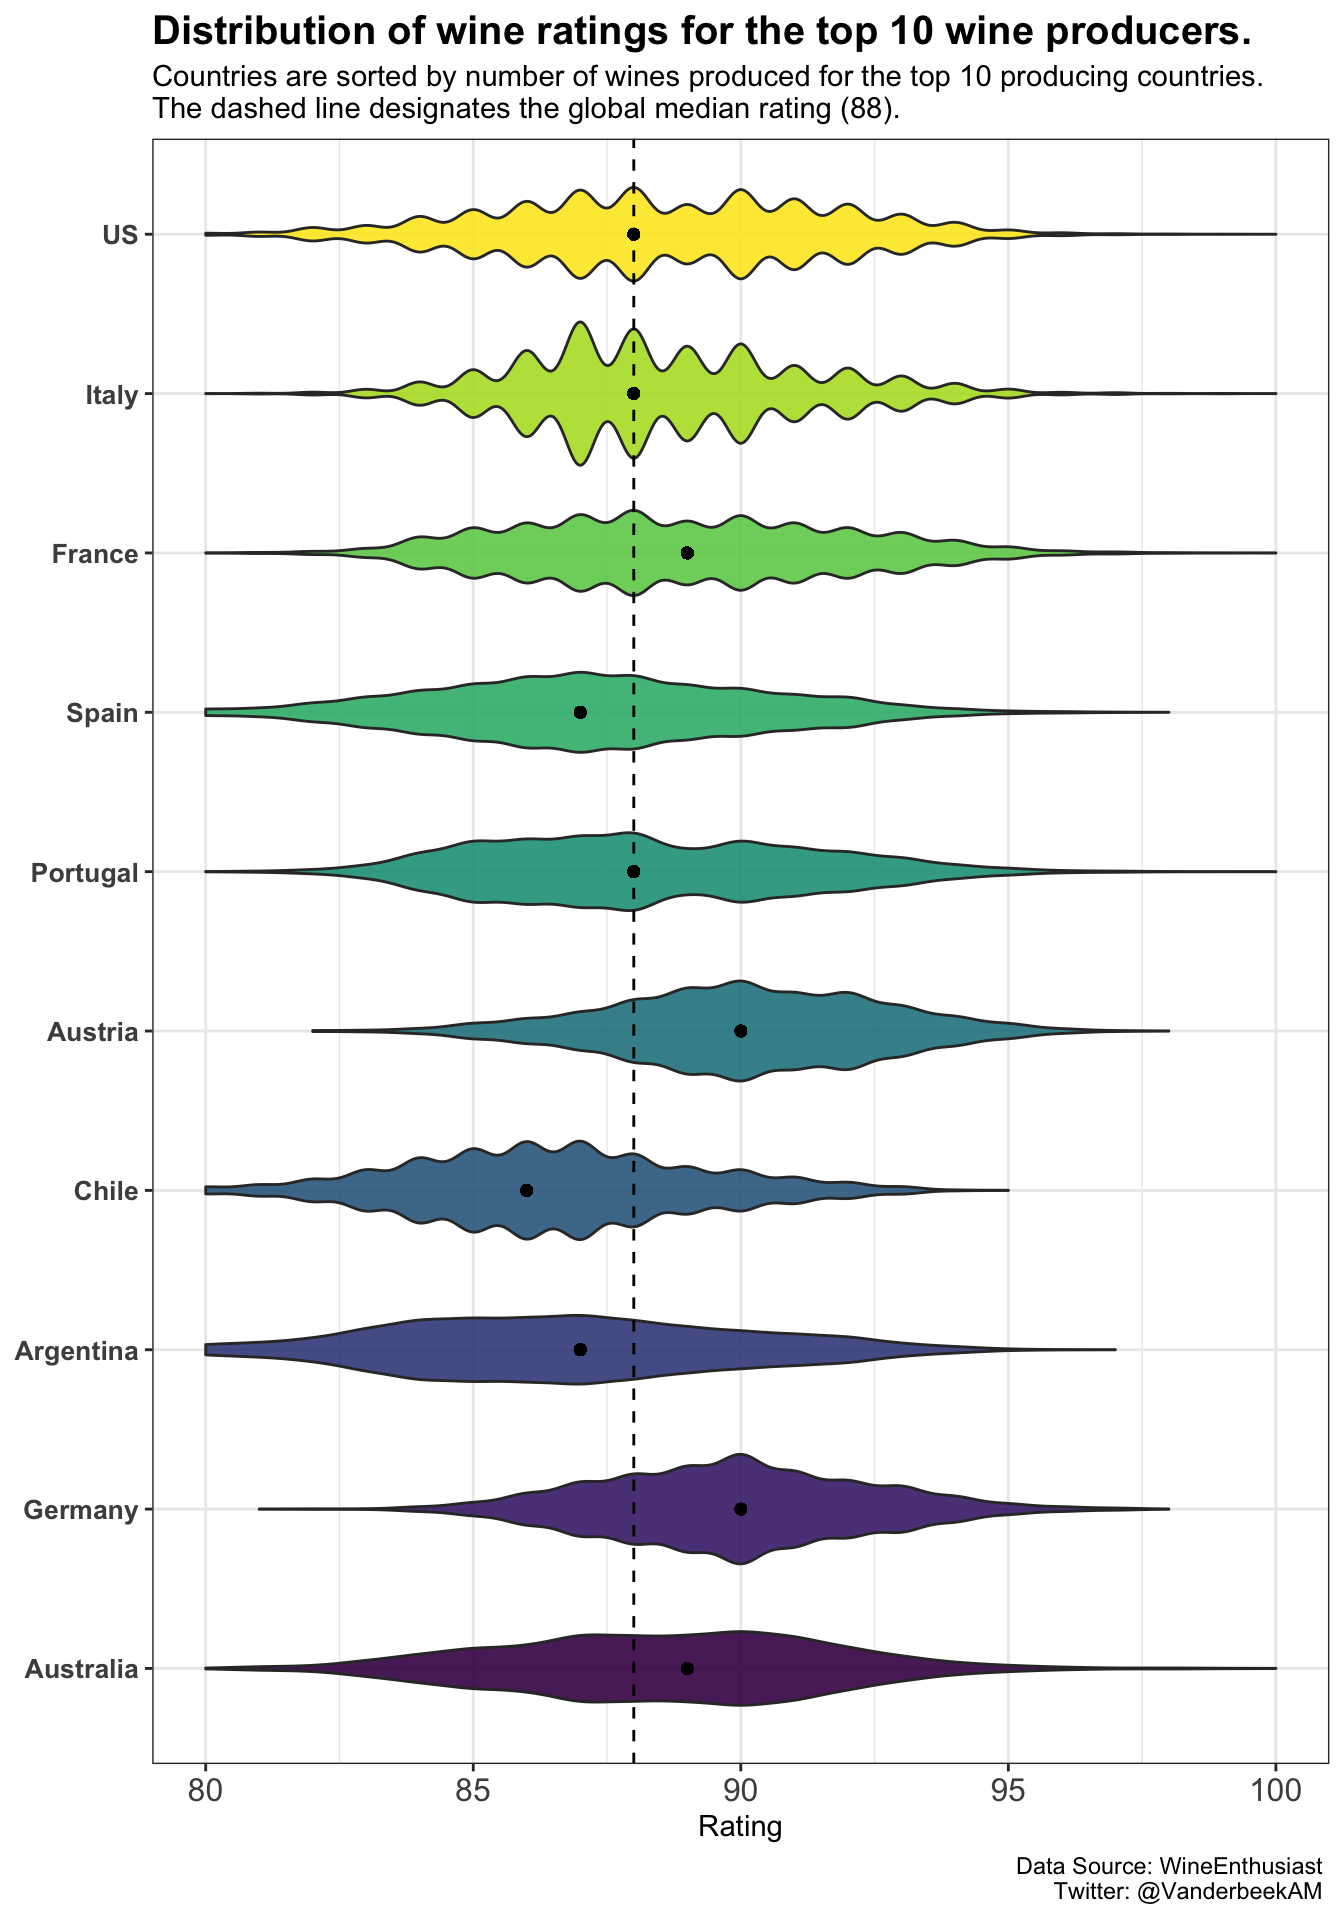 Distribution of wine ratings for the top 10 wine producers.
Countries are sorted by number of wines produced for the top 10 producing countries.
The dashed line designates the global median rating (88).
US
Italy
France
Spain
Portugal
Austria
Chile
Argentina
Germany
Australia
80 85 90 95 100
Rating
Data Source: WineEnthusiast
Twitter: @VanderbeekAM